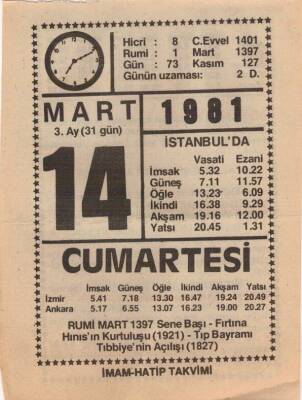 Hicri : 8 C.Evvel 1401
Rumi : 1 Mart 1397
Gün : 73 Kasım 127
Günün uzaması: 2 D.
MART 1981
3. Ay (31 gün)
14
İSTANBUL'DA
Vasati Ezani
İmsak 5.32 10.22
Güneş 7.11 11.57
Öğle 13.23 6.09
İkindi 16.38 9.29
Akşam 19.16 12.00
Yatsı 20.45 1.31
CUMARTESİ
İmsak Güneş Öğle İkindi Akşam Yatsı
İzmir 5.41 7.18 13.30 16.47 19.24 20.49
Ankara 5.17 6.55 13.07 16.23 19.00 20.27
RUMİ MART 1397 Sene Başı - Fırtına
Hınıs'ın Kurtuluşu (1921) - Tıp Bayramı
Tıbbiye'nin Açılışı (1827)
İMAM-HATİP TAKVİMİ